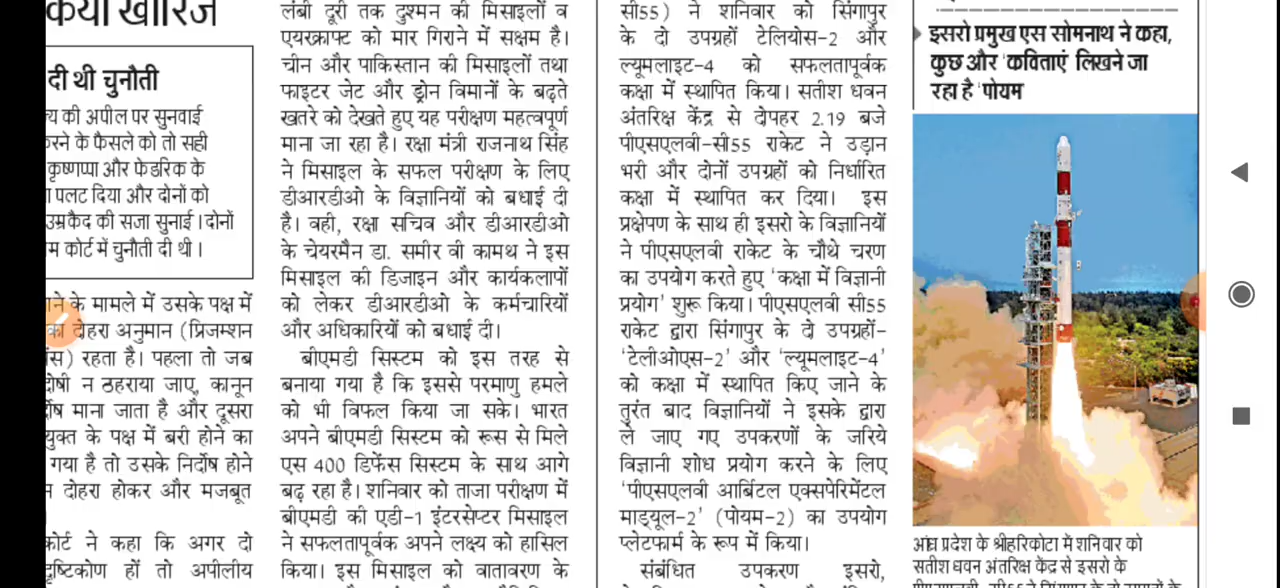 किया खारिज
दी थी चुनौती
य की अपील पर सुनवाई
करने के फैसले को तो सही
कृष्णप्पा और फेडरिक के
पलट दिया और दोनों को
उम्रकैद की सजा सुनाई। दोनों
म कोर्ट में चुनौती दी थी।
ाने के मामले में उसके पक्ष में
का दोहरा अनुमान (प्रिजम्शन
रहता है। पहला तो जब
दोषी न ठहराया जाए, कानून
माना जाता है और दूसरा
युक्त के पक्ष में बरी होने का
गया है तो उसके निर्दोष होने
दोहरा होकर और मजबूत
कोर्ट ने कहा कि अगर दो
दृष्टिकोण हों तो अपीलीय
लंबी दूरी तक दुश्मन की मिसाइलों व
एयरक्राफ्ट को मार गिराने में सक्षम है।
चीन और पाकिस्तान की मिसाइलों तथा
फाइटर जेट और ड्रोन विमानों के बढ़ते
खतरे को देखते हुए यह परीक्षण महत्वपूर्ण
माना जा रहा है। रक्षा मंत्री राजनाथ सिंह
ने मिसाइल के सफल परीक्षण के लिए
डीआरडीओ के विज्ञानियों को बधाई दी
है। वही, रक्षा सचिव और डीआरडीओ
के चेयरमैन डा. समीर वी कामथ ने इस
मिसाइल की डिजाइन और कार्यकलापों
को लेकर डीआरडीओ के कर्मचारियों
और अधिकारियों को बधाई दी।
बीएमडी सिस्टम को इस तरह से
बनाया गया है कि इससे परमाणु हमले
को भी विफल किया जा सके। भारत
अपने बीएमडी सिस्टम को रूस से मिले
एस 400 डिफेंस सिस्टम के साथ आगे
बढ़ रहा है। शनिवार को ताजा परीक्षण में
बीएमडी की एडी-1 इंटरसेप्टर मिसाइल
ने सफलतापूर्वक अपने लक्ष्य को हासिल
किया। इस मिसाइल को वातावरण के
सी55) ने शनिवार को सिंगापुर
के दो उपग्रहों टेलियोस-2 और
ल्यूमलाइट-4 को सफलतापूर्वक
कक्षा में स्थापित किया। सतीश धवन
अंतरिक्ष केंद्र से दोपहर 2.19 बजे
पीएसएलवी-सी55 राकेट ने उड़ान
भरी और दोनों उपग्रहों को निर्धारित
कक्षा में स्थापित कर दिया। इस
प्रक्षेपण के साथ ही इसरो के विज्ञानियों
ने पीएसएलवी राकेट के चौथे चरण
का उपयोग करते हुए 'कक्षा में विज्ञानी
प्रयोग' शुरू किया। पीएसएलवी सी55
राकेट द्वारा सिंगापुर के दो उपग्रहों-
'टेलीओएस-2' और 'ल्यूमलाइट-4'
को कक्षा में स्थापित किए जाने के
तुरंत बाद विज्ञानियों ने इसके द्वारा
ले जाए गए उपकरणों के जरिये
विज्ञानी शोध प्रयोग करने के लिए
'पीएसएलवी आर्बिटल एक्सपेरिमेंटल
माड्यूल-2' (पोयम-2) का उपयोग
प्लेटफार्म के रूप में किया।
संबंधित उपकरण इसरो,
इसरो प्रमुख एस सोमनाथ ने कहा,
कुछ और 'कविताएं' लिखने जा
रहा है 'पोयम'
आंध्र प्रदेश के श्रीहरिकोटा में शनिवार को
सतीश धवन अंतरिक्ष केंद्र से इसरो के